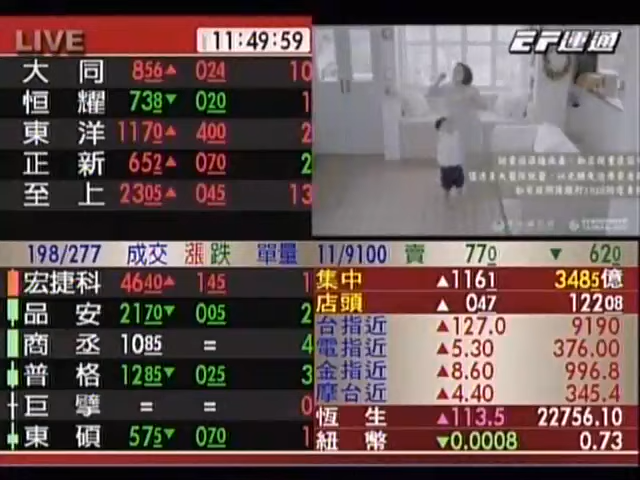 LIVE 11:49:59
EF運通
大同 856▲ 024 10
恒耀 738▼ 020 1
東洋 1170▲ 400 2
正新 652▲ 070 2
至上 2305▲ 045 13
198/277 成交 漲跌 單量
宏捷科 4640▲ 145 1
品安 2170▼ 005 2
商丞 1085 = 4
普格 1285▼ 025 3
巨擘 = = 0
東碩 575▼ 070 1
11/9100 賣 770 ▼ 620
集中 ▲1161 3485億
店頭 ▲047 12208
台指近 ▲127.0 9190
電指近 ▲5.30 376.00
金指近 ▲8.60 996.8
摩台近 ▲4.40 345.4
恆生 ▲113.5 22756.10
紐幣 ▼0.0008 0.73